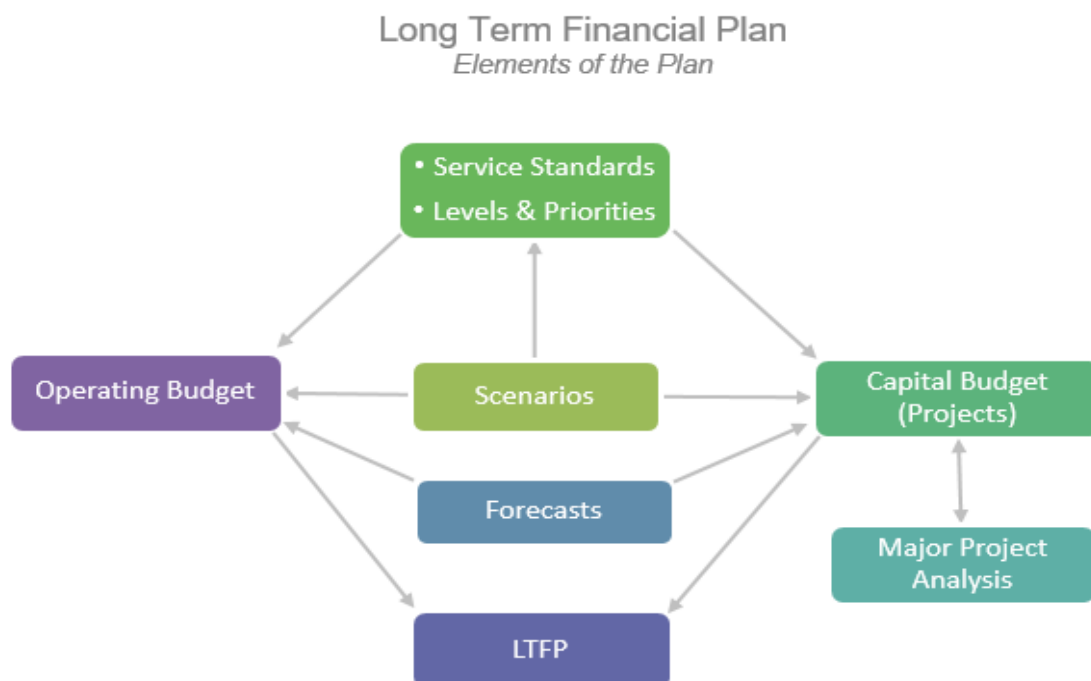 Long Term Financial Plan
Elements of the Plan
• Service Standards
• Levels & Priorities
Operating Budget
Scenarios
Capital Budget
(Projects)
Forecasts
Major Project
Analysis
LTFP